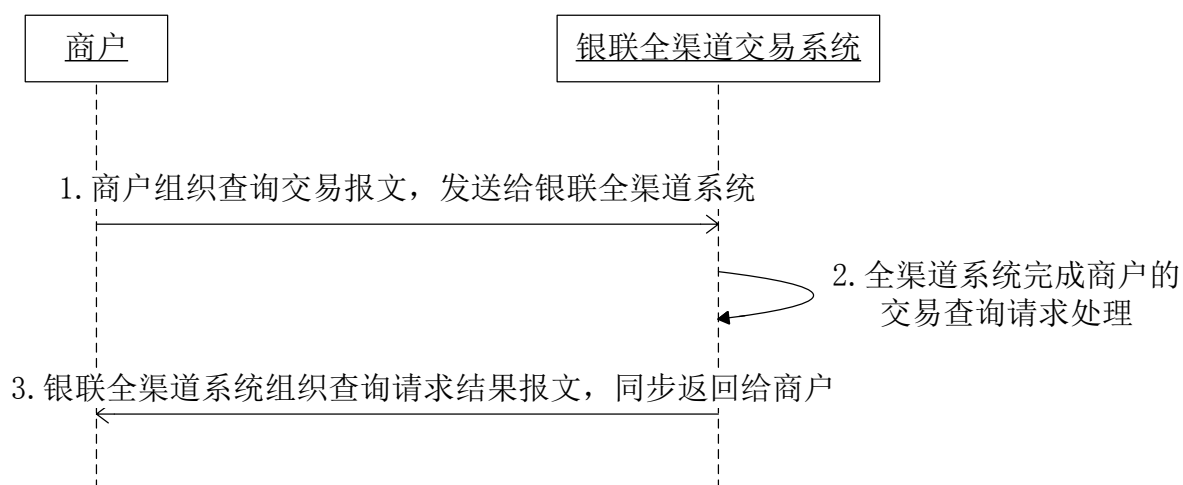 商户
银联全渠道交易系统
1.商户组织查询交易报文，发送给银联全渠道系统
2.全渠道系统完成商户的
交易查询请求处理
3.银联全渠道系统组织查询请求结果报文，同步返回给商户